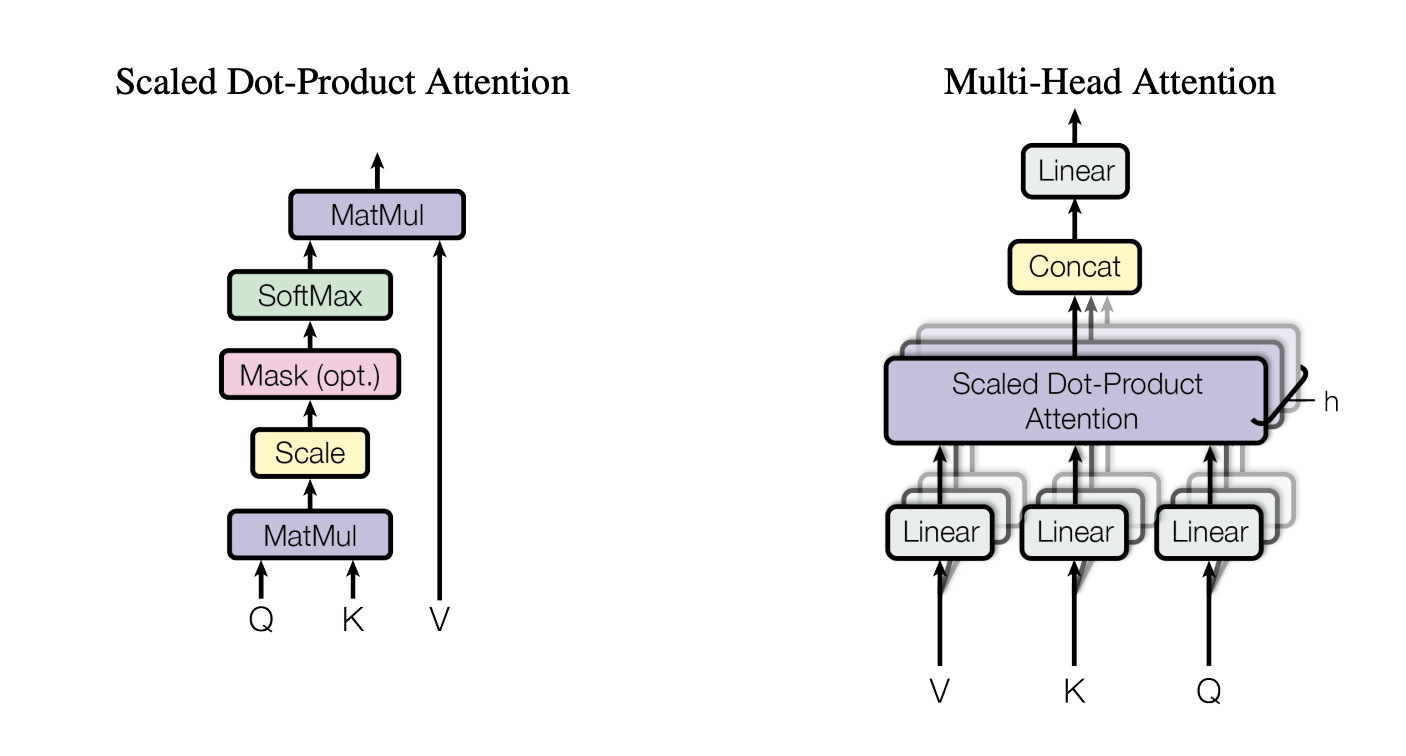 Scaled Dot-Product Attention
MatMul
SoftMax
Mask (opt.)
Scale
MatMul
Q
K
V
Multi-Head Attention
Linear
Concat
Scaled Dot-Product
Attention
h
Linear
Linear
Linear
V
K
Q